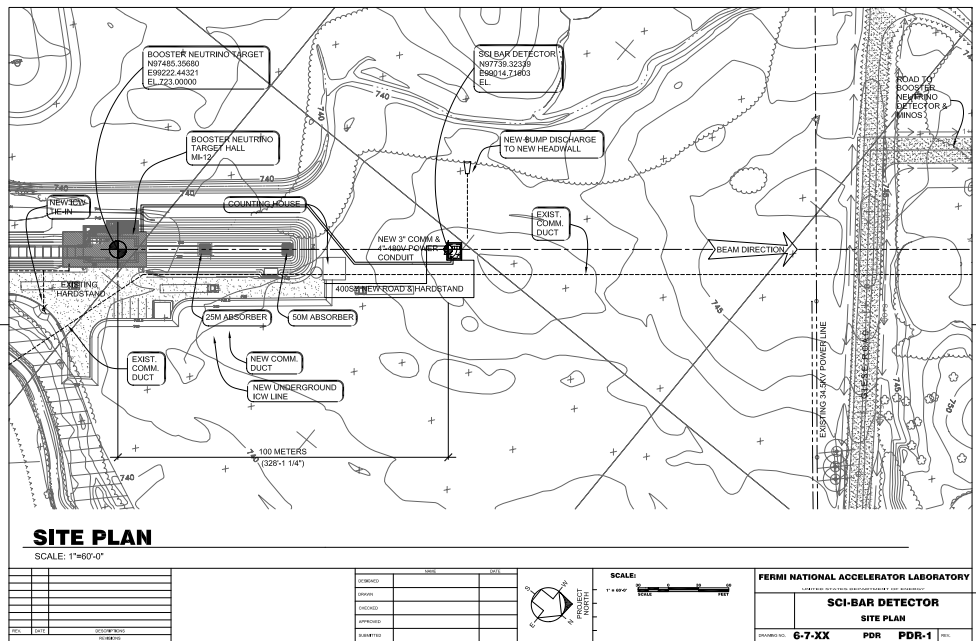 BOOSTER NEUTRINO TARGET
N97485.35680
E99222.44321
EL.723.00000
SCI BAR DETECTOR
N97739.32339
E99014.71903
EL.
ROAD TO
BOOSTER
NEUTRINO
DETECTOR &
MINOS
740
740
BOOSTER NEUTRINO
TARGET HALL
MI-12
NEW SUMP DISCHARGE
TO NEW HEADWALL
740
740
740
NEW ICW
TIE-IN
COUNTING HOUSE
EXIST.
COMM.
DUCT
NEW 3" COMM &
4"-480V POWER
CONDUIT
BEAM DIRECTION
EXISTING
HARDSTAND
400SY NEW ROAD & HARDSTAND
25M ABSORBER
50M ABSORBER
745
EXIST.
COMM.
DUCT
NEW COMM.
DUCT
NEW UNDERGROUND
ICW LINE
EXISTING 34.5KV POWER LINE
GIESE ROAD
745
750
100 METERS
(328'-1 1/4")
740
740
SITE PLAN
SCALE: 1"=60'-0"
REV.
DATE
DESCRIPTIONS
REVISIONS
NAME
DATE
DESIGNED
DRAWN
CHECKED
APPROVED
SUBMITTED
S
W
E
N
PROJECT
NORTH
SCALE:
1" = 60'-0"
SCALE
FEET
FERMI NATIONAL ACCELERATOR LABORATORY
UNITED STATES DEPARTMENT OF ENERGY
SCI-BAR DETECTOR
SITE PLAN
DRAWING NO. 6-7-XX PDR PDR-1 REV.